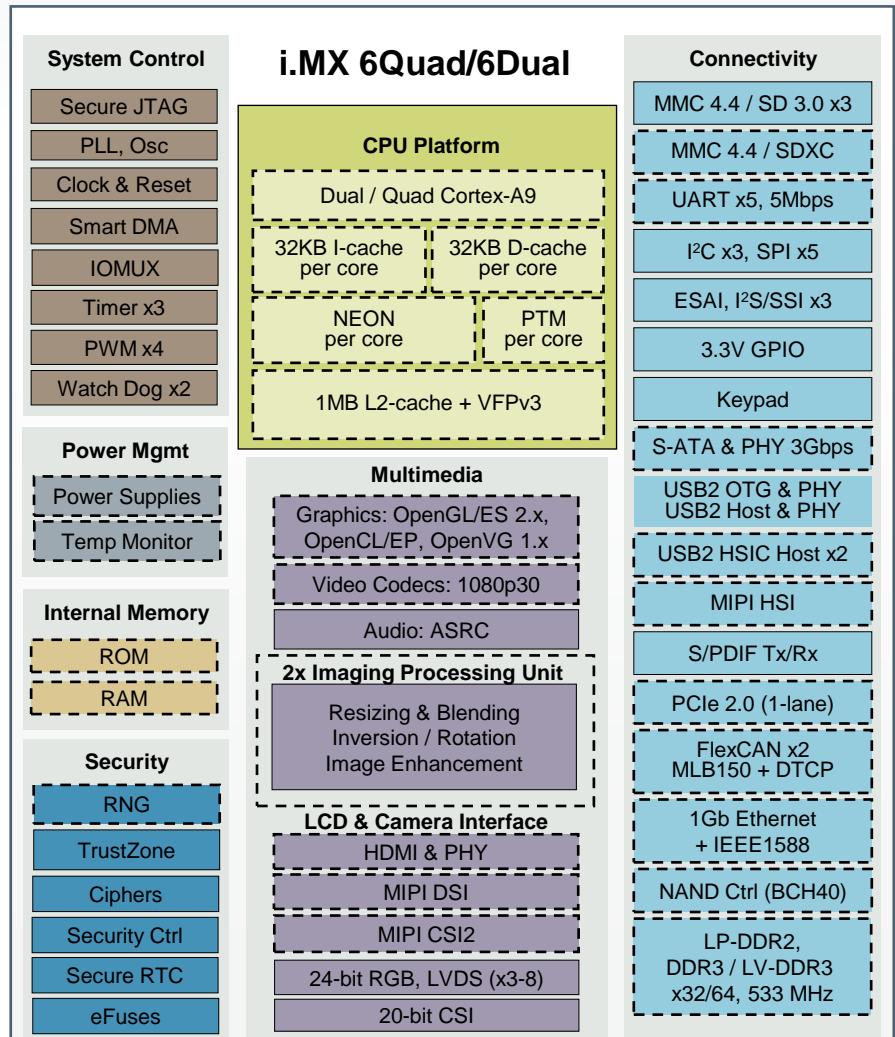 System Control
Secure JTAG
PLL, Osc
Clock & Reset
Smart DMA
IOMUX
Timer x3
PWM x4
Watch Dog x2
Power Mgmt
Power Supplies
Temp Monitor
Internal Memory
ROM
RAM
Security
RNG
TrustZone
Ciphers
Security Ctrl
Secure RTC
eFuses
i.MX 6Quad/6Dual
CPU Platform
Dual / Quad Cortex-A9
32KB I-cache
per core
32KB D-cache
per core
NEON
per core
PTM
per core
1MB L2-cache + VFPv3
Multimedia
Graphics: OpenGL/ES 2.x,
OpenCL/EP, OpenVG 1.x
Video Codecs: 1080p30
Audio: ASRC
2x Imaging Processing Unit
Resizing & Blending
Inversion / Rotation
Image Enhancement
LCD & Camera Interface
HDMI & PHY
MIPI DSI
MIPI CSI2
24-bit RGB, LVDS (x3-8)
20-bit CSI
Connectivity
MMC 4.4 / SD 3.0 x3
MMC 4.4 / SDXC
UART x5, 5Mbps
I²C x3, SPI x5
ESAI, I²S/SSI x3
3.3V GPIO
Keypad
S-ATA & PHY 3Gbps
USB2 OTG & PHY
USB2 Host & PHY
USB2 HSIC Host x2
MIPI HSI
S/PDIF Tx/Rx
PCIe 2.0 (1-lane)
FlexCAN x2
MLB150 + DTCP
1Gb Ethernet
+ IEEE1588
NAND Ctrl (BCH40)
LP-DDR2,
DDR3 / LV-DDR3
x32/64, 533 MHz